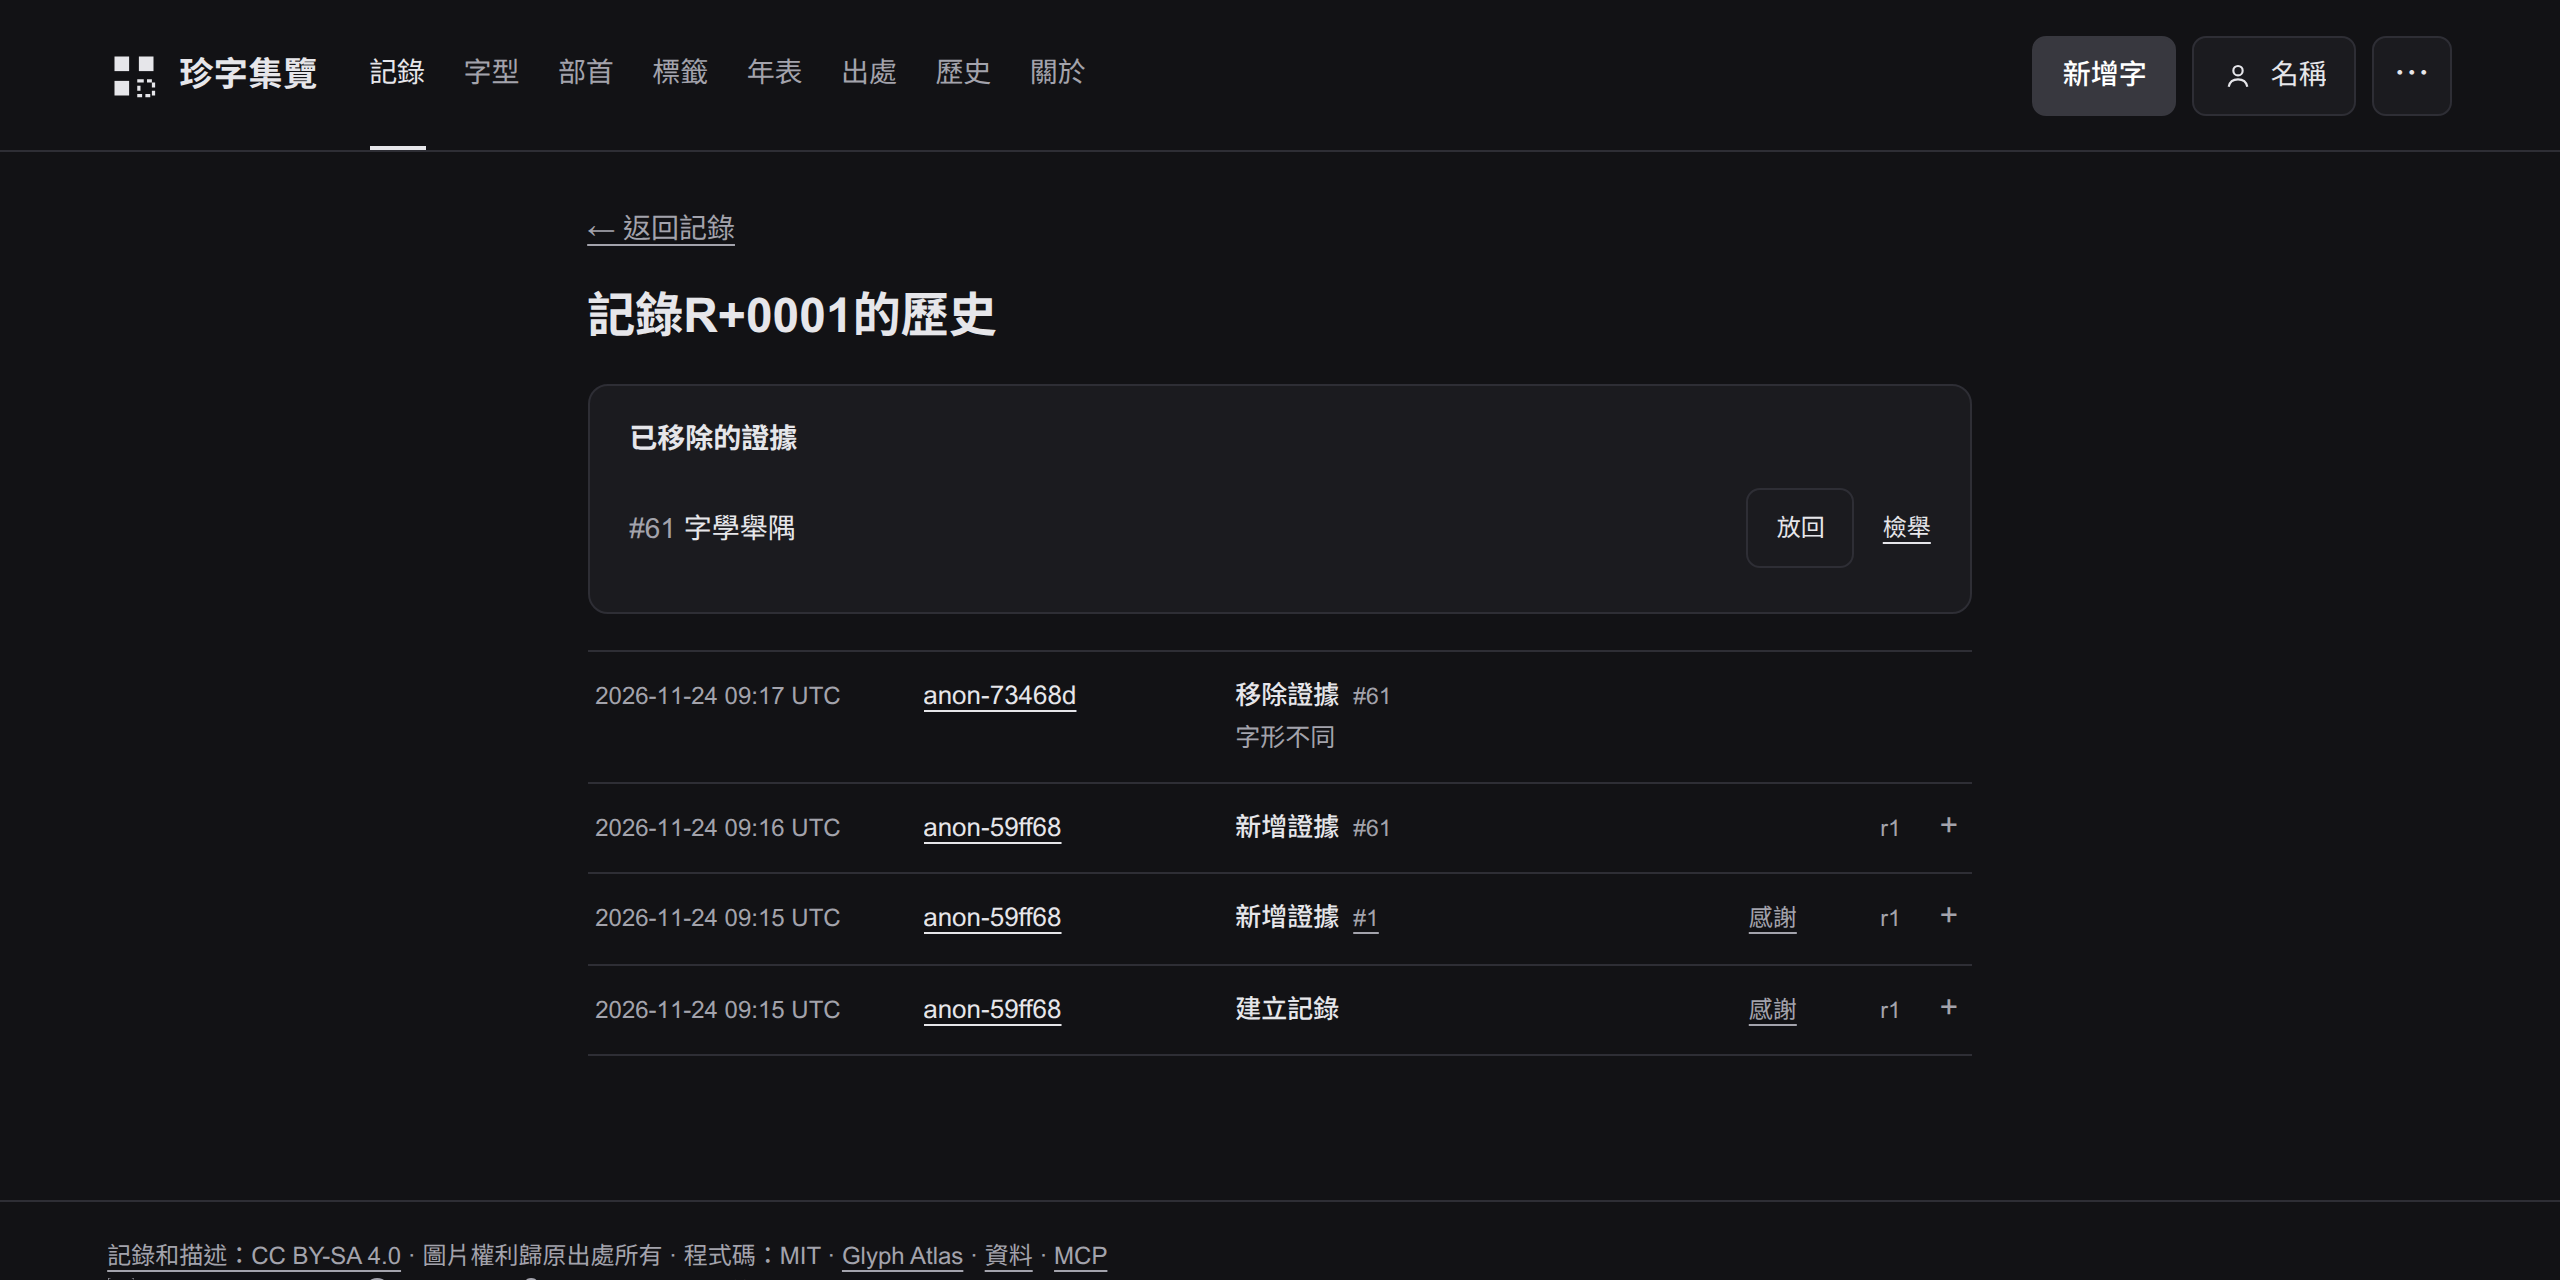 珍字集覽 記錄 字型 部首 標籤 年表 出處 歷史 關於 新增字 名稱 ···
← 返回記錄
記錄R+0001的歷史
已移除的證據
#61 字學舉隅 放回 檢舉
2026-11-24 09:17 UTC anon-73468d 移除證據 #61
字形不同
2026-11-24 09:16 UTC anon-59ff68 新增證據 #61 r1 +
2026-11-24 09:15 UTC anon-59ff68 新增證據 #1 感謝 r1 +
2026-11-24 09:15 UTC anon-59ff68 建立記錄 感謝 r1 +
記錄和描述：CC BY-SA 4.0 · 圖片權利歸原出處所有 · 程式碼：MIT · Glyph Atlas · 資料 · MCP